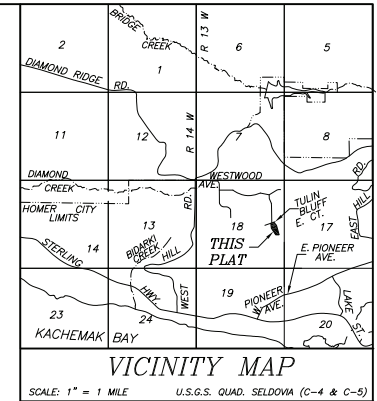 BRIDGE
CREEK
R 13 W
2
1
6
5
DIAMOND RIDGE
RD.
11
12
R 14 W
7
8
DIAMOND
CREEK
WESTWOOD
AVE.
RD.
HOMER CITY
LIMITS
13
BIDARKI
CREEK
HILL
RD.
18
THIS
PLAT
TULIN
BLUFF
E. CT.
17
EAST
HILL
RD.
STERLING
14
HWY.
WEST
E. PIONEER
AVE.
19
W. PIONEER
AVE.
LAKE
ST.
23
24
20
KACHEMAK BAY
VICINITY MAP
SCALE: 1" = 1 MILE U.S.G.S. QUAD. SELDOVIA (C-4 & C-5)